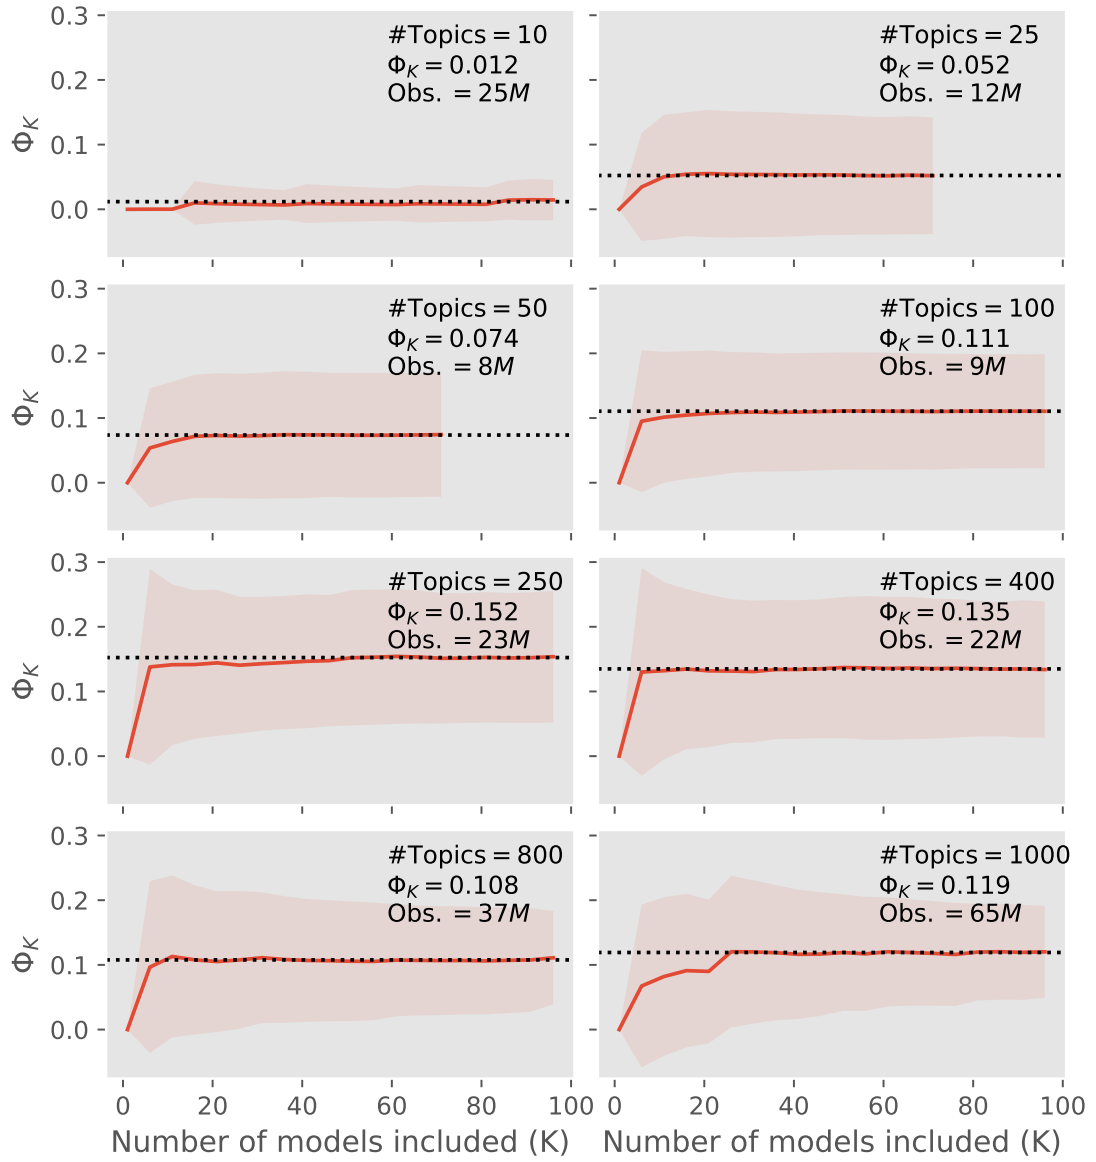 0.3
0.2
0.1
0.0
Φ_K
#Topics = 10
Φ_K = 0.012
Obs. = 25M
#Topics = 25
Φ_K = 0.052
Obs. = 12M
0.3
0.2
0.1
0.0
Φ_K
#Topics = 50
Φ_K = 0.074
Obs. = 8M
#Topics = 100
Φ_K = 0.111
Obs. = 9M
0.3
0.2
0.1
0.0
Φ_K
#Topics = 250
Φ_K = 0.152
Obs. = 23M
#Topics = 400
Φ_K = 0.135
Obs. = 22M
0.3
0.2
0.1
0.0
Φ_K
#Topics = 800
Φ_K = 0.108
Obs. = 37M
#Topics = 1000
Φ_K = 0.119
Obs. = 65M
0 20 40 60 80 100
0 20 40 60 80 100
Number of models included (K)
Number of models included (K)